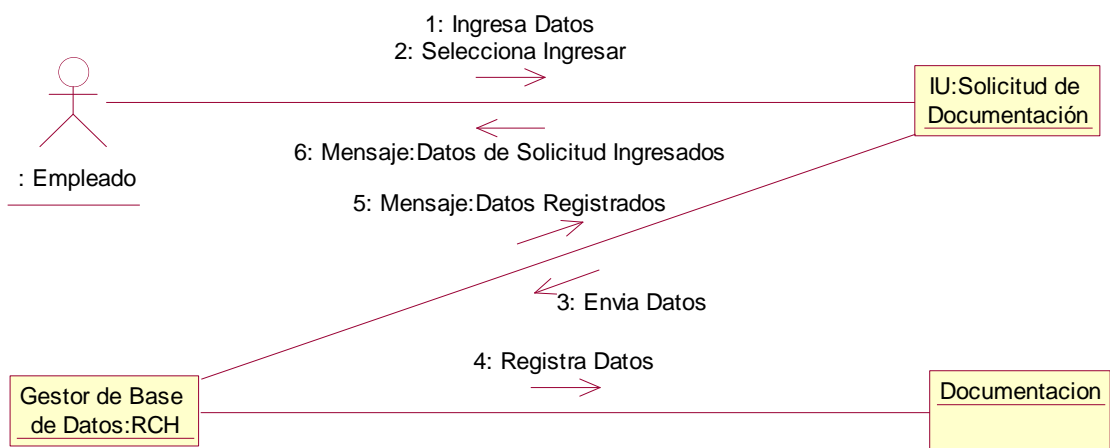 1: Ingresa Datos
2: Selecciona Ingresar
IU:Solicitud de
Documentación
6: Mensaje:Datos de Solicitud Ingresados
: Empleado
5: Mensaje:Datos Registrados
3: Envia Datos
4: Registra Datos
Gestor de Base
de Datos:RCH
Documentacion